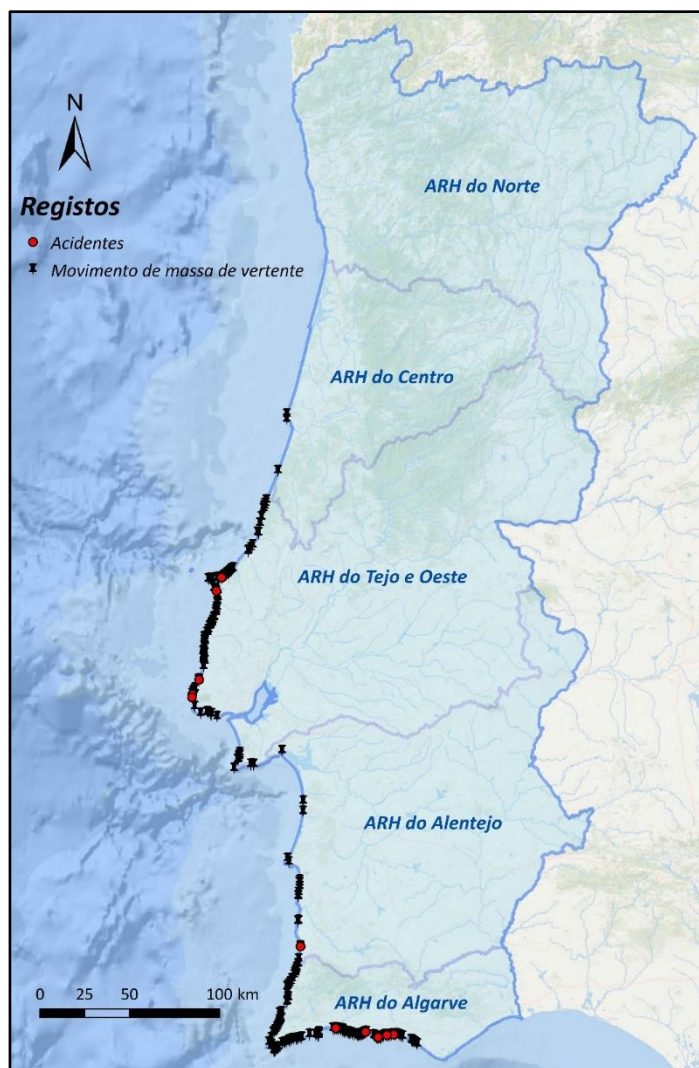 N
Registos
Acidentes
Movimento de massa de vertente
ARH do Norte
ARH do Centro
ARH do Tejo e Oeste
ARH do Alentejo
ARH do Algarve
0 25 50 100 km